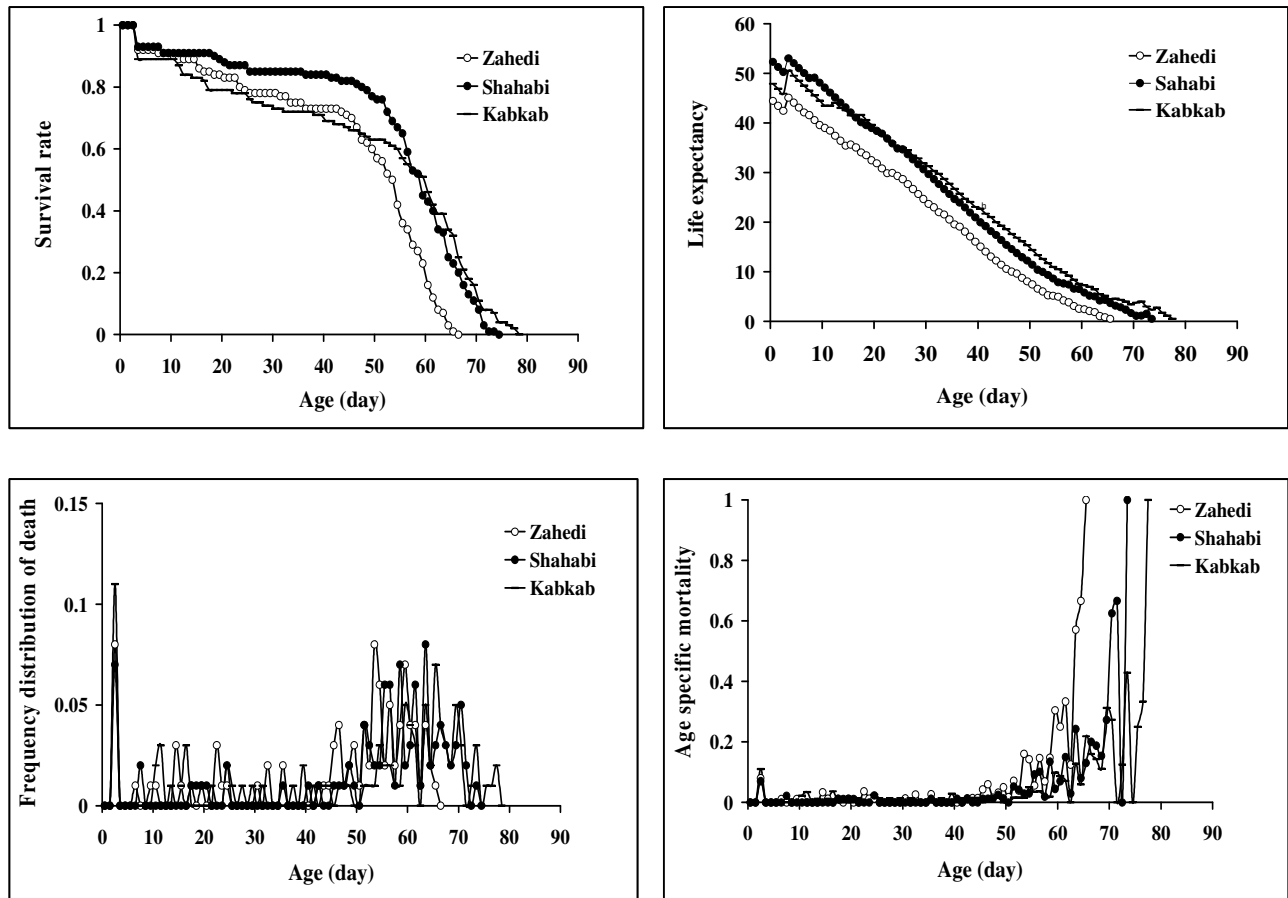 1
0.8
0.6
0.4
0.2
0
Survival rate
Zahedi
Shahabi
Kabkab
0 10 20 30 40 50 60 70 80 90
Age (day)
60
50
40
30
20
10
0
Life expectancy
Zahedi
Sahabi
Kabkab
0 10 20 30 40 50 60 70 80 90
Age (day)
0.15
0.1
0.05
0
Frequency distribution of death
Zahedi
Shahabi
Kabkab
0 10 20 30 40 50 60 70 80 90
Age (day)
1
0.8
0.6
0.4
0.2
0
Age specific mortality
Zahedi
Shahabi
Kabkab
0 10 20 30 40 50 60 70 80 90
Age (day)